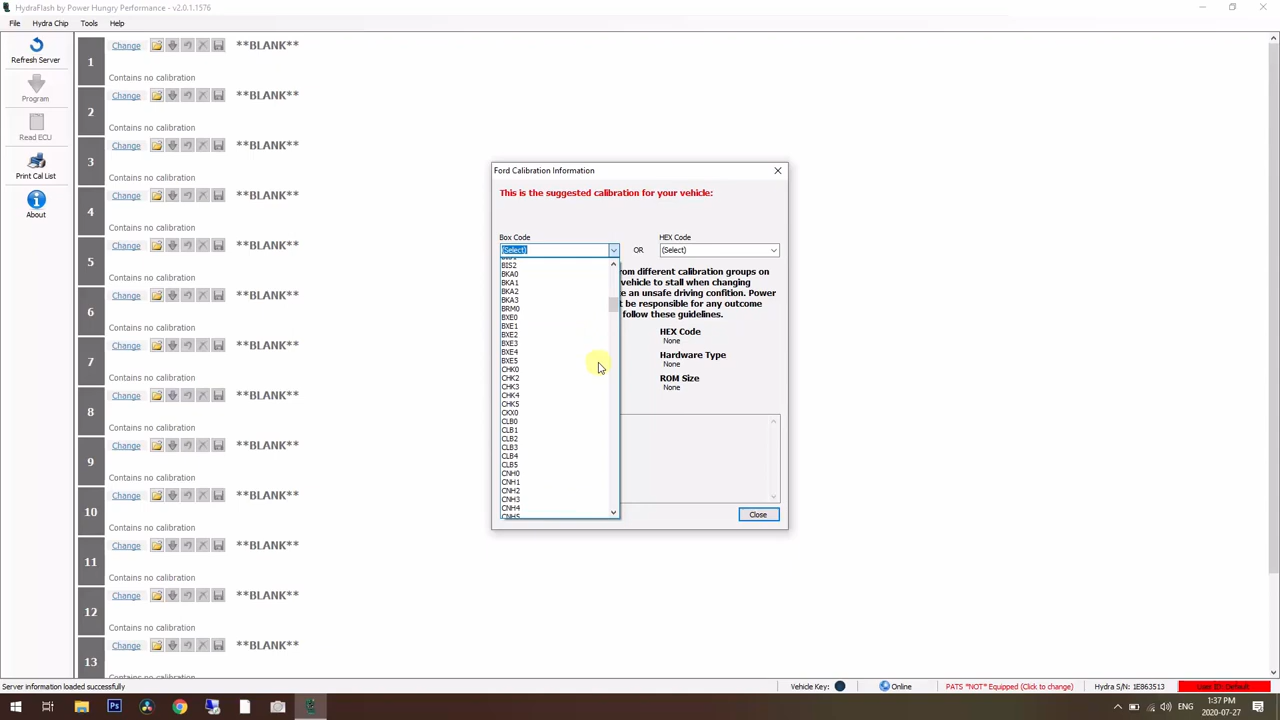 HydraFlash by Power Hungry Performance - v2.0.1.1576
File Hydra Chip Tools Help
Refresh Server
Program
Read ECU
Print Cal List
About
1 Change **BLANK**
Contains no calibration
2 Change **BLANK**
Contains no calibration
3 Change **BLANK**
Contains no calibration
4 Change **BLANK**
Contains no calibration
5 Change **BLANK**
Contains no calibration
6 Change **BLANK**
Contains no calibration
7 Change **BLANK**
Contains no calibration
8 Change **BLANK**
Contains no calibration
9 Change **BLANK**
Contains no calibration
10 Change **BLANK**
Contains no calibration
11 Change **BLANK**
Contains no calibration
12 Change **BLANK**
Contains no calibration
13 Change **BLANK**
Contains no calibration
Ford Calibration Information
This is the suggested calibration for your vehicle:
Box Code
(Select)
OR
HEX Code
(Select)
BIS2
BKA0
BKA1
BKA2
BKA3
BRM0
BXE0
BXE1
BXE2
BXE3
BXE4
BXE5
CHK0
CHK2
CHK3
CHK4
CHK5
CKX0
CLB0
CLB1
CLB2
CLB3
CLB4
CLB5
CNH0
CNH1
CNH2
CNH3
CNH4
CNH5
from different calibration groups on
vehicle to stall when changing
e an unsafe driving confition. Power
t be responsible for any outcome
follow these guidelines.
HEX Code
None
Hardware Type
None
ROM Size
None
Close
Server information loaded successfully
Vehicle Key:
Online
PATS *NOT* Equipped (Click to change)
Hydra S/N: 1E863513
User ID: Default
ENG
1:37 PM
2020-07-27